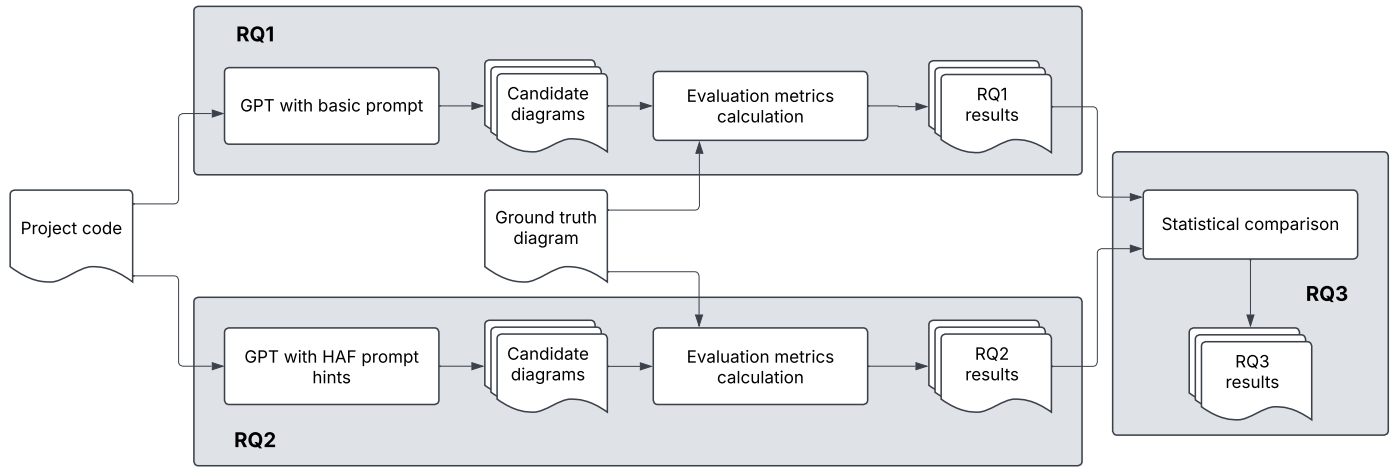 RQ1
GPT with basic prompt
Candidate
diagrams
Evaluation metrics
calculation
RQ1
results
Project code
Ground truth
diagram
Statistical comparison
RQ3
RQ3
results
GPT with HAF prompt
hints
Candidate
diagrams
Evaluation metrics
calculation
RQ2
results
RQ2